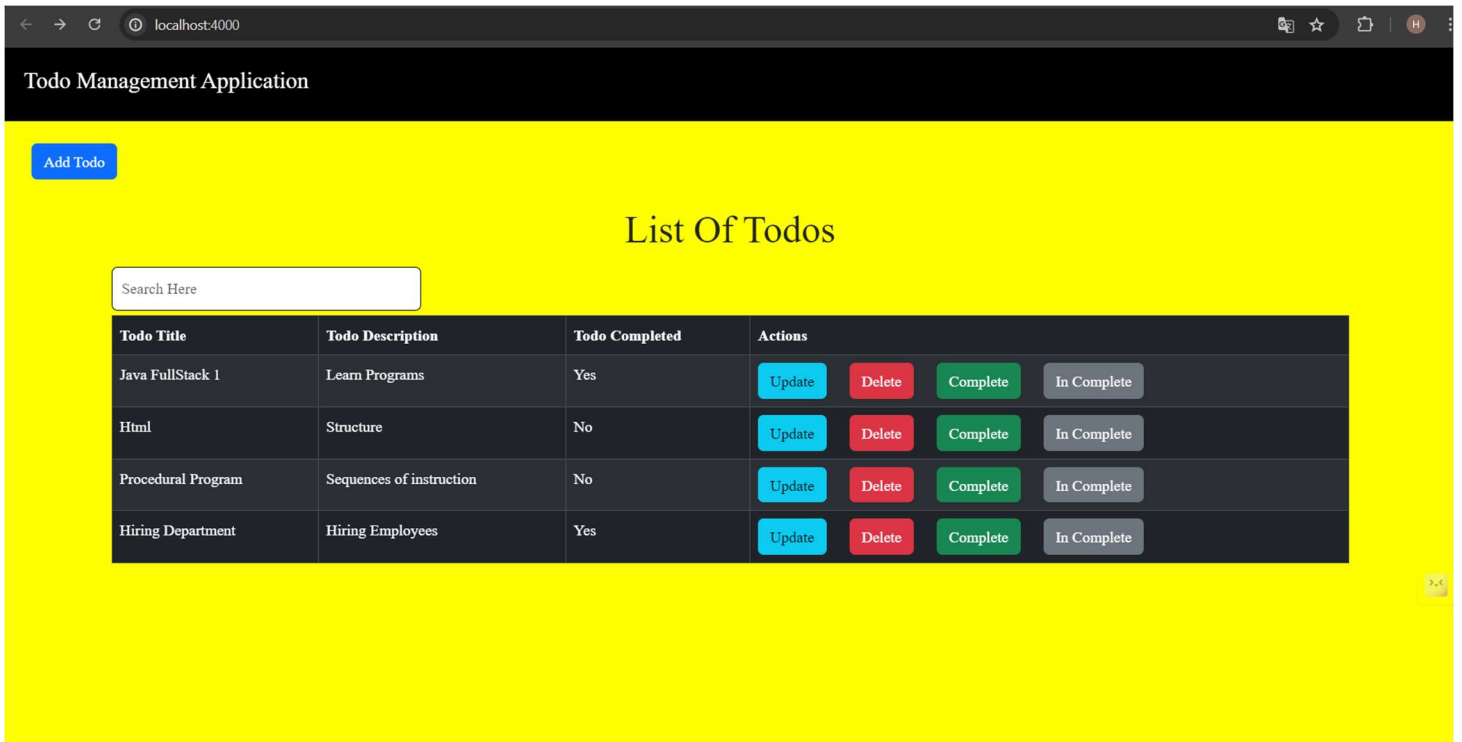 localhost:4000
H
Todo Management Application
Add Todo
List Of Todos
Search Here
Todo Title Todo Description Todo Completed Actions
Java FullStack 1 Learn Programs Yes Update Delete Complete In Complete
Html Structure No Update Delete Complete In Complete
Procedural Program Sequences of instruction No Update Delete Complete In Complete
Hiring Department Hiring Employees Yes Update Delete Complete In Complete